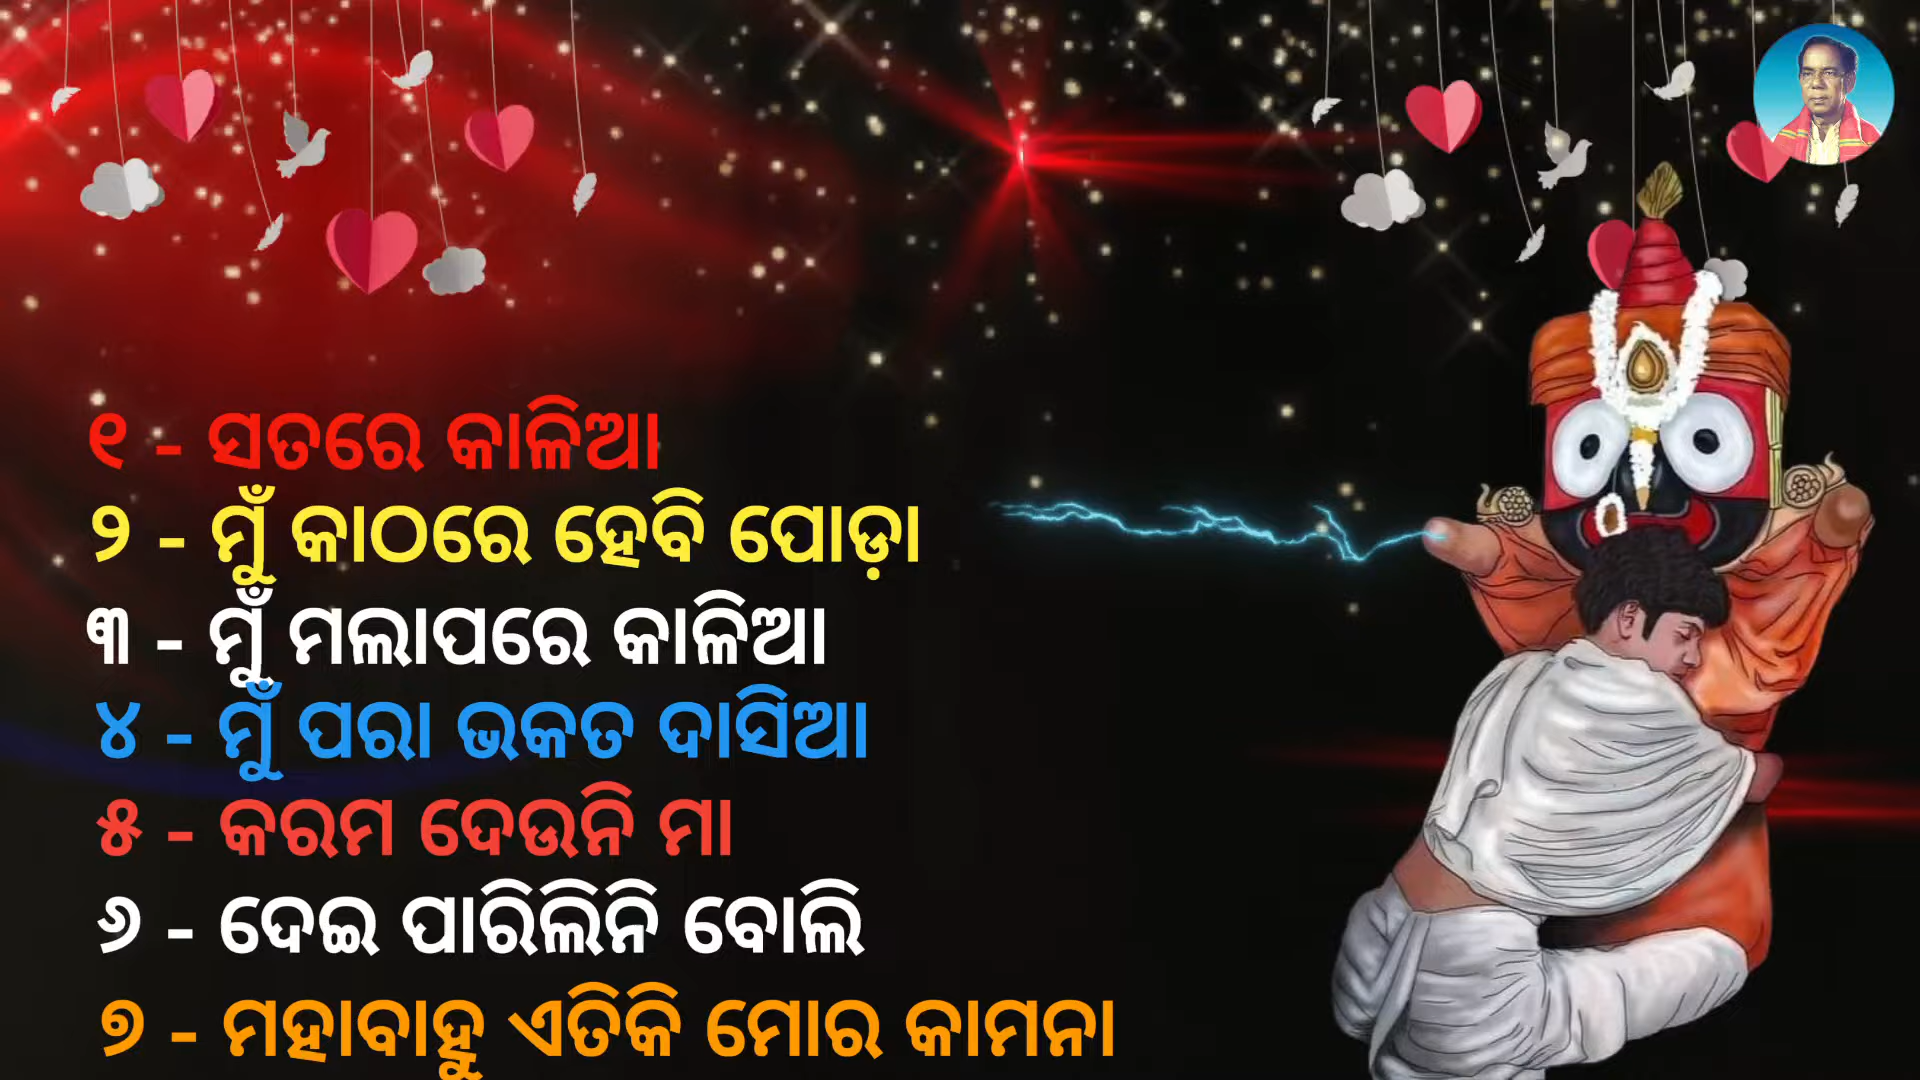 ୧ - ସତରେ କାଳିଆ
୨ - ମୁଁ କାଠରେ ହେବି ପୋଡ଼ା
୩ - ମୁଁ ମଲାପରେ କାଳିଆ
୪ - ମୁଁ ପରା ଭକତ ଦାସିଆ
୫ - କରମ ଦେଉନି ମା
୬ - ଦେଇ ପାରିଲିନି ବୋଲି
୭ - ମହାବାହୁ ଏତିକି ମୋର କାମନା